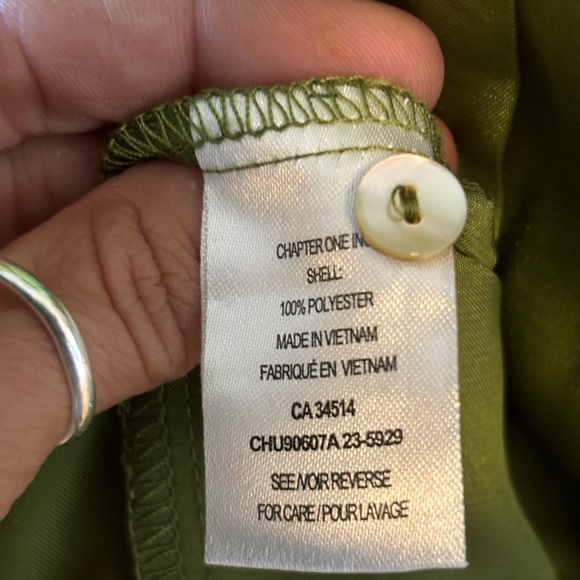 CHAPTER ONE
SHELL:
100% POLYESTER
MADE IN VIETNAM
FABRIQUÉ EN VIETNAM
CA 34514
CHU90607A 23-5929
SEE/VOIR REVERSE
FOR CARE / POUR LAVAGE